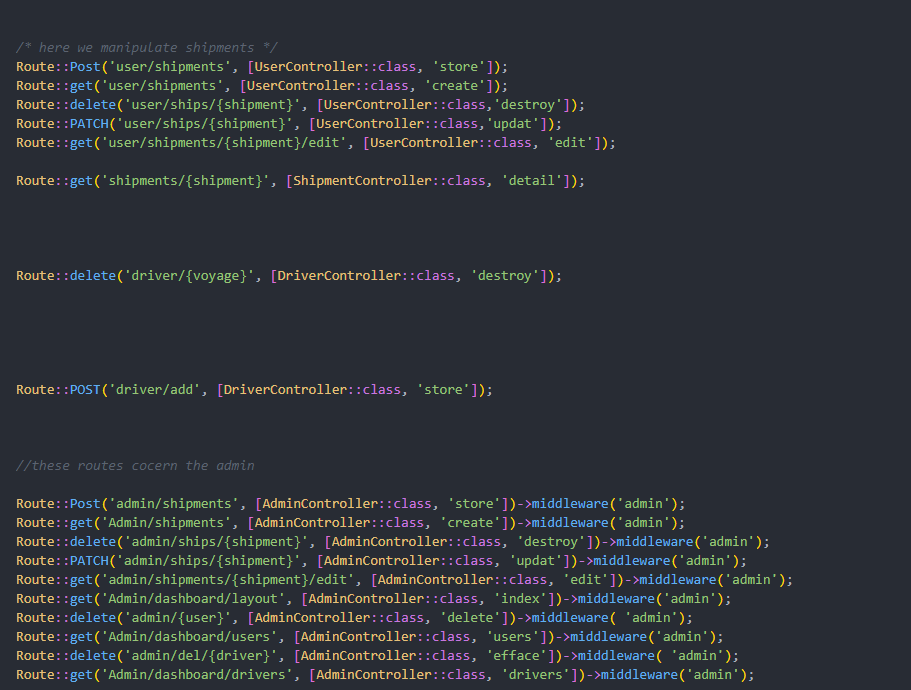 /* here we manipulate shipments */
Route::Post('user/shipments', [UserController::class, 'store']);
Route::get('user/shipments', [UserController::class, 'create']);
Route::delete('user/ships/{shipment}', [UserController::class,'destroy']);
Route::PATCH('user/ships/{shipment}', [UserController::class,'updat']);
Route::get('user/shipments/{shipment}/edit', [UserController::class, 'edit']);
Route::get('shipments/{shipment}', [ShipmentController::class, 'detail']);
Route::delete('driver/{voyage}', [DriverController::class, 'destroy']);
Route::POST('driver/add', [DriverController::class, 'store']);
//these routes cocern the admin
Route::Post('admin/shipments', [AdminController::class, 'store'])->middleware('admin');
Route::get('Admin/shipments', [AdminController::class, 'create'])->middleware('admin');
Route::delete('admin/ships/{shipment}', [AdminController::class, 'destroy'])->middleware('admin');
Route::PATCH('admin/ships/{shipment}', [AdminController::class, 'updat'])->middleware('admin');
Route::get('admin/shipments/{shipment}/edit', [AdminController::class, 'edit'])->middleware('admin');
Route::get('Admin/dashboard/layout', [AdminController::class, 'index'])->middleware('admin');
Route::delete('admin/{user}', [AdminController::class, 'delete'])->middleware( 'admin');
Route::get('Admin/dashboard/users', [AdminController::class, 'users'])->middleware('admin');
Route::delete('admin/del/{driver}', [AdminController::class, 'efface'])->middleware( 'admin');
Route::get('Admin/dashboard/drivers', [AdminController::class, 'drivers'])->middleware('admin');